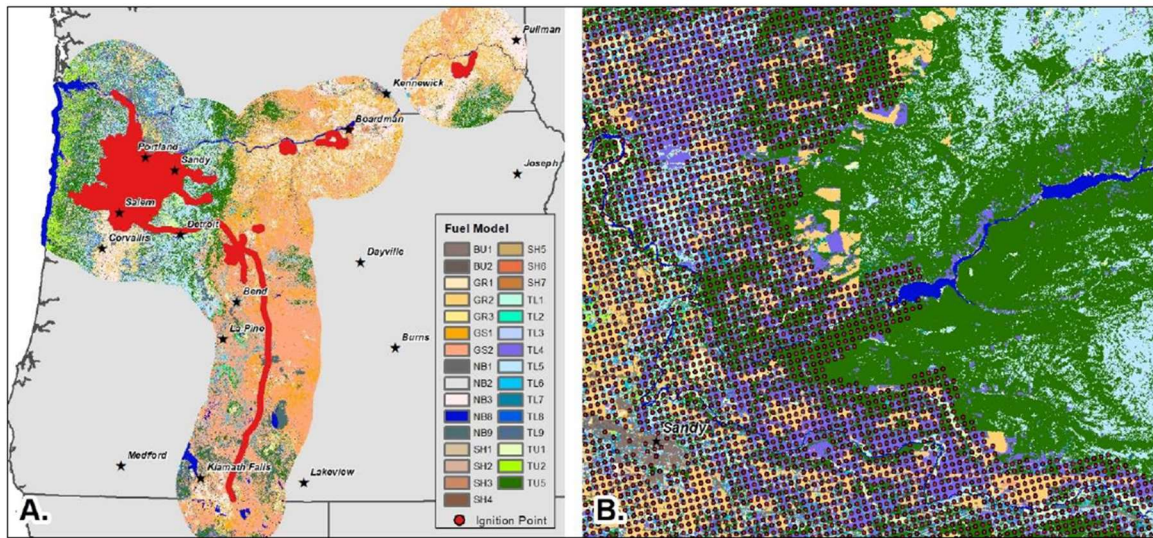 Pullman
Kennewick
Boardman
Portland
Sandy
Joseph
Salem
Detroit
Corvallis
Dayville
Bend
La Pine
Burns
Medford
Klamath Falls
Lakeview
Fuel Model
BU1 SH5
BU2 SH6
GR1 SH7
GR2 TL1
GR3 TL2
GS1 TL3
GS2 TL4
NB1 TL5
NB2 TL6
NB3 TL7
NB8 TL8
NB9 TL9
SH1 TU1
SH2 TU2
SH3 TU5
SH4
Ignition Point
A.
Sandy
B.